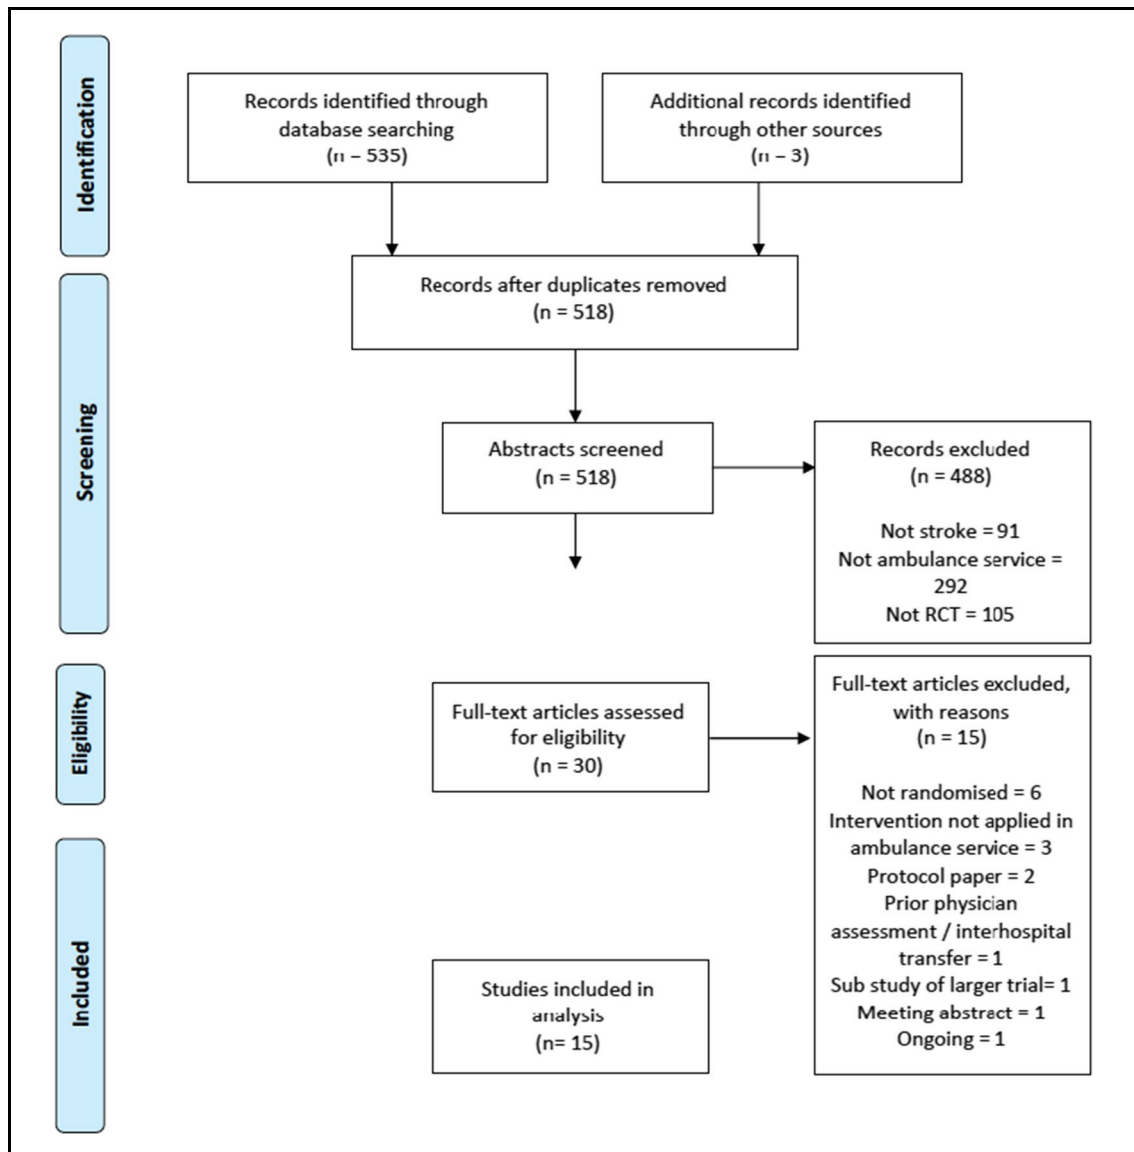 Identification
Records identified through
database searching
(n – 535)
Additional records identified
through other sources
(n – 3)
Screening
Records after duplicates removed
(n = 518)
Abstracts screened
(n = 518)
Records excluded
(n = 488)
Not stroke = 91
Not ambulance service =
292
Not RCT = 105
Eligibility
Full-text articles assessed
for eligibility
(n = 30)
Full-text articles excluded,
with reasons
(n = 15)
Not randomised = 6
Intervention not applied in
ambulance service = 3
Protocol paper = 2
Prior physician
assessment / interhospital
transfer = 1
Sub study of larger trial= 1
Meeting abstract = 1
Ongoing = 1
Included
Studies included in
analysis
(n= 15)